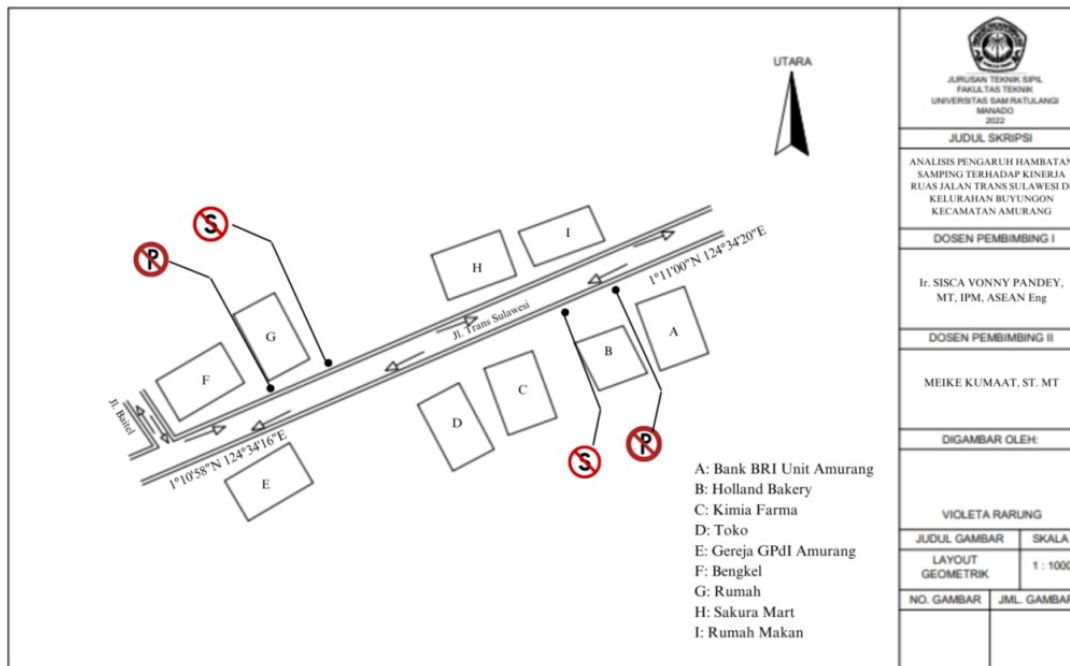 UTARA
S
P
I
H
G
F
A
B
C
D
E
S
P
Jl. Trans Sulawesi
Jl. Baitel
1°11'00"N 124°34'20"E
1°10'58"N 124°34'16"E
A: Bank BRI Unit Amurang
B: Holland Bakery
C: Kimia Farma
D: Toko
E: Gereja GPdI Amurang
F: Bengkel
G: Rumah
H: Sakura Mart
I: Rumah Makan
JURUSAN TEKNIK SIPIL
FAKULTAS TEKNIK
UNIVERSITAS SAM RATULANGI
MANADO
2022
JUDUL SKRIPSI
ANALISIS PENGARUH HAMBATAN
SAMPING TERHADAP KINERJA
RUAS JALAN TRANS SULAWESI DI
KELURAHAN BUYUNGON
KECAMATAN AMURANG
DOSEN PEMBIMBING I
Ir. SISCA VONNY PANDEY,
MT, IPM, ASEAN Eng
DOSEN PEMBIMBING II
MEIKE KUMAAT, ST. MT
DIGAMBAR OLEH:
VIOLETA RARUNG
JUDUL GAMBAR
SKALA
LAYOUT
GEOMETRIK
1 : 1000
NO. GAMBAR
JML. GAMBAR